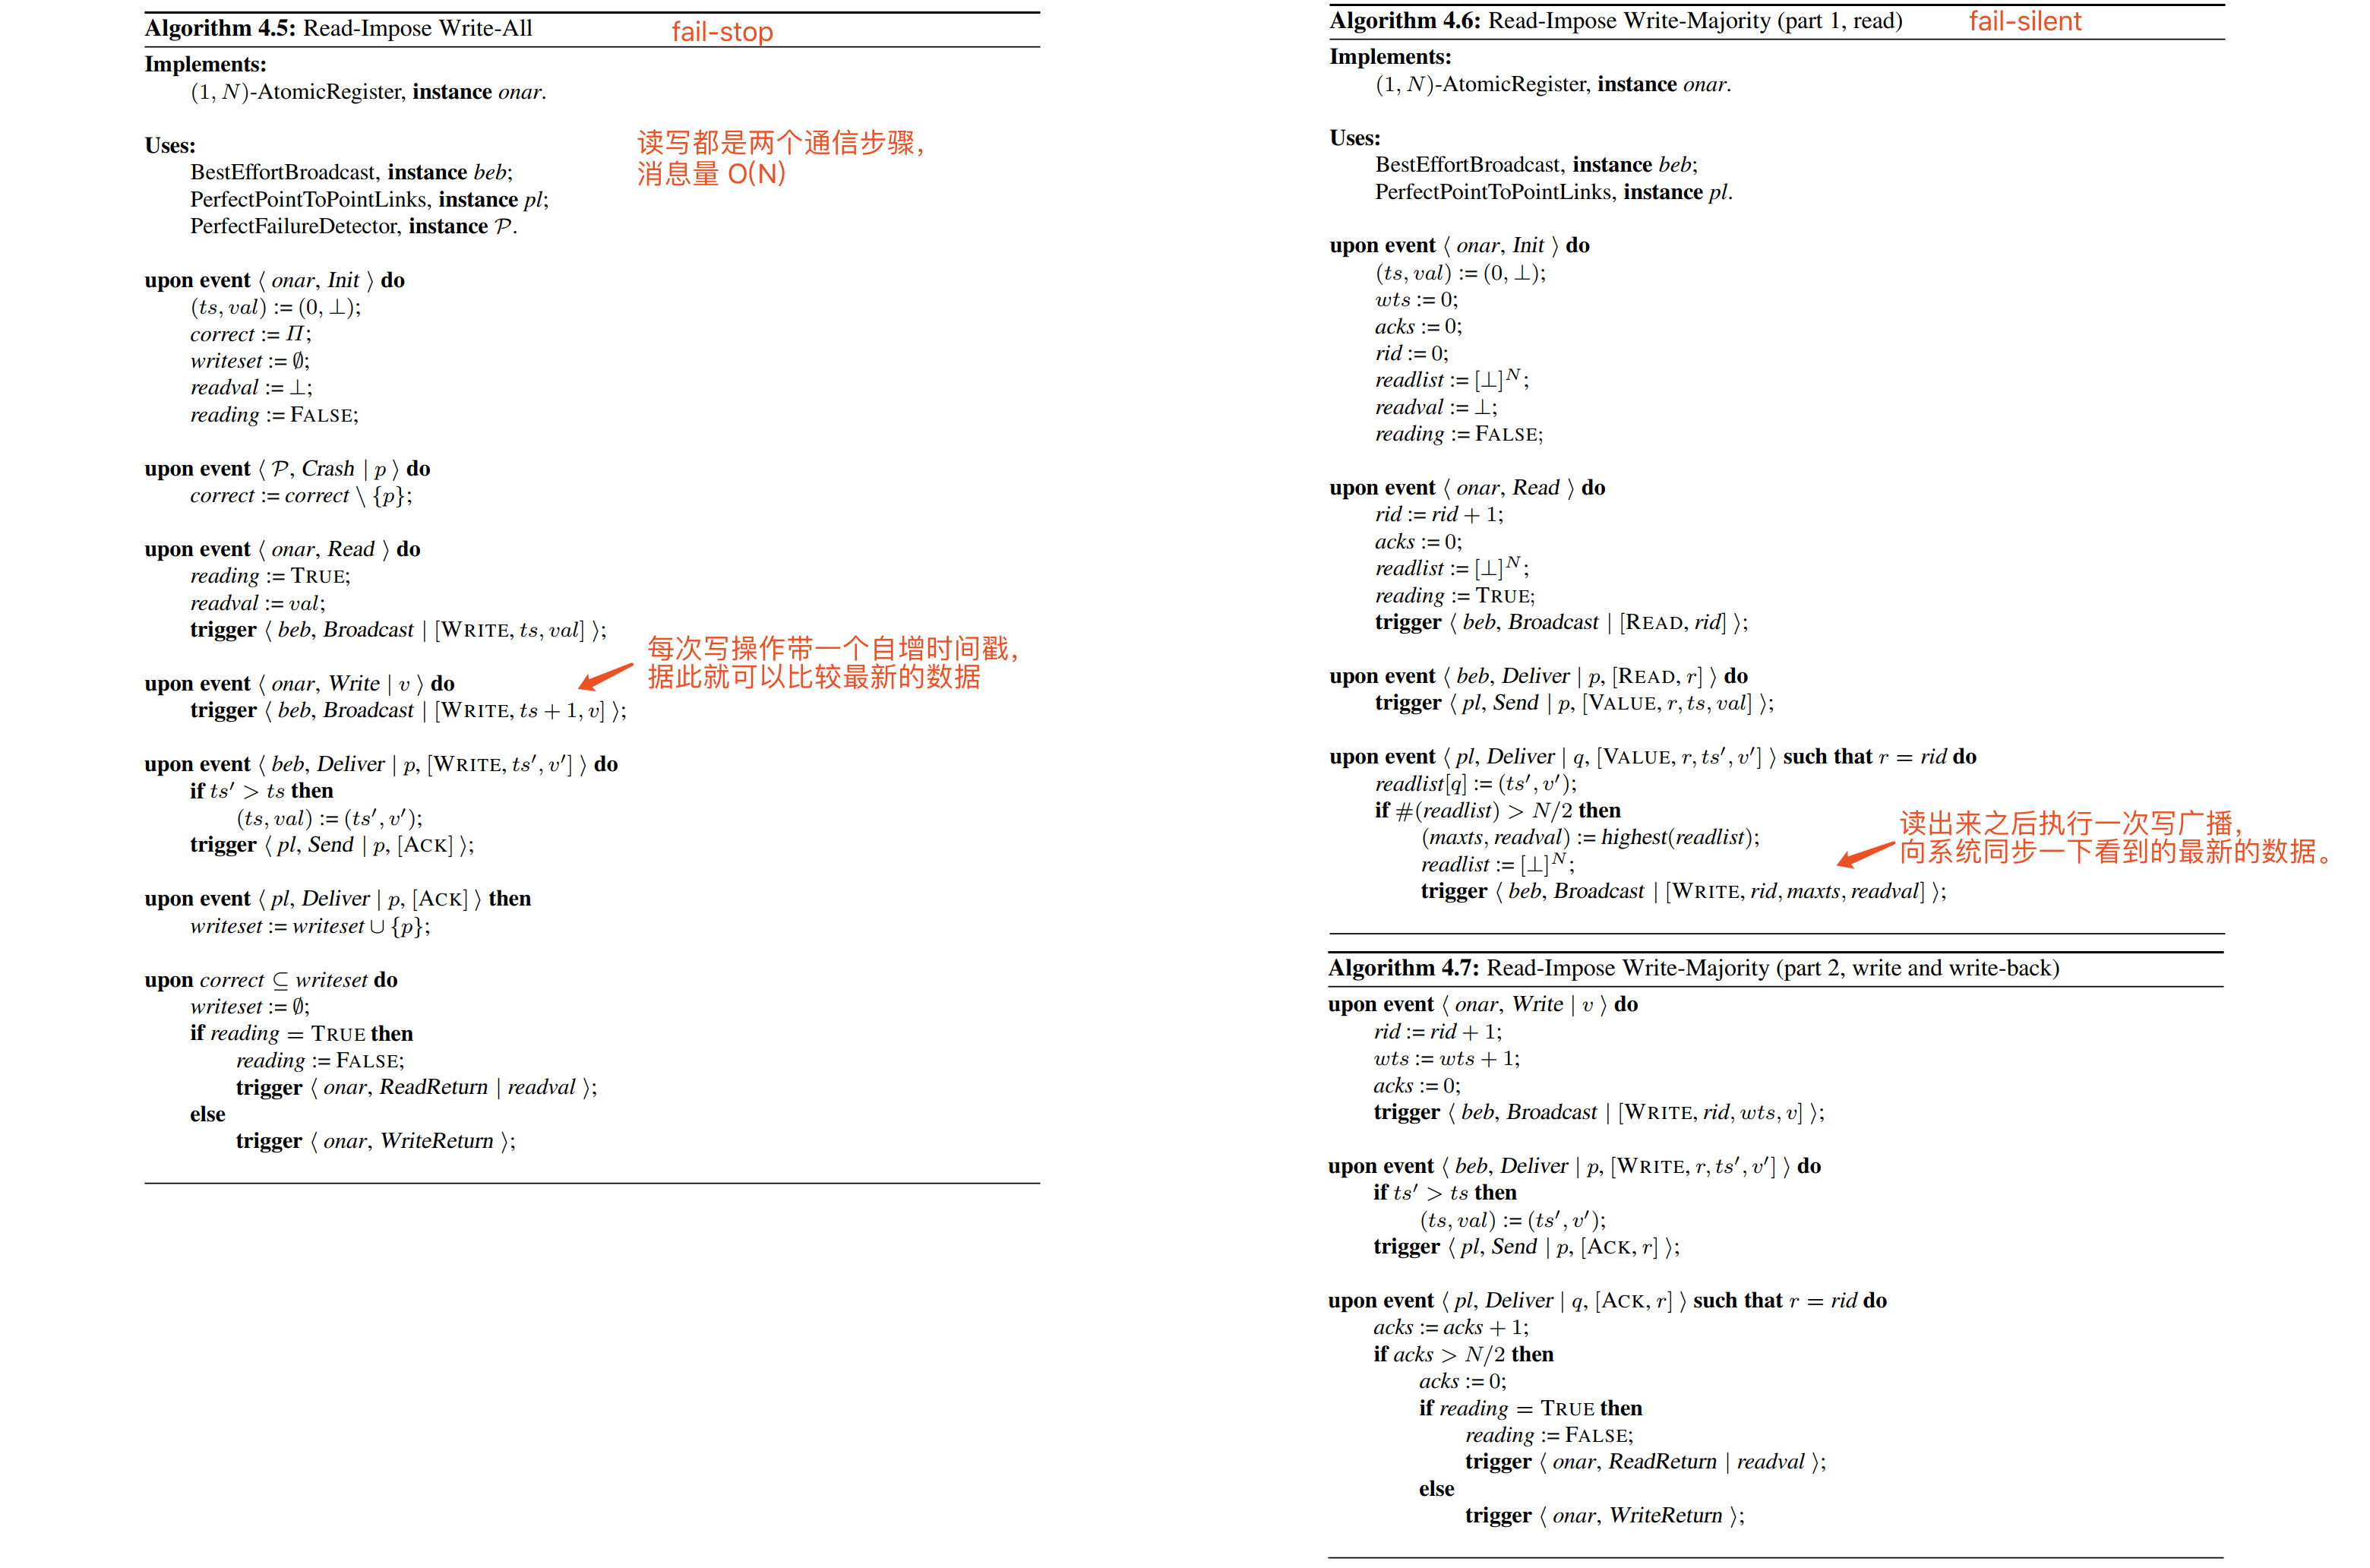 Algorithm 4.5: Read-Impose Write-All
fail-stop
Implements:
(1, N)-AtomicRegister, instance onar.
Uses:
BestEffortBroadcast, instance beb;
PerfectPointToPointLinks, instance pl;
PerfectFailureDetector, instance 𝒫.
读写都是两个通信步骤，
消息量 O(N)
upon event ⟨ onar, Init ⟩ do
(ts, val) := (0, ⊥);
correct := Π;
writeset := ∅;
readval := ⊥;
reading := FALSE;
upon event ⟨ 𝒫, Crash | p ⟩ do
correct := correct \ {p};
upon event ⟨ onar, Read ⟩ do
reading := TRUE;
readval := val;
trigger ⟨ beb, Broadcast | [WRITE, ts, val] ⟩;
每次写操作带一个自增时间戳，
据此就可以比较最新的数据
upon event ⟨ onar, Write | v ⟩ do
trigger ⟨ beb, Broadcast | [WRITE, ts + 1, v] ⟩;
upon event ⟨ beb, Deliver | p, [WRITE, ts′, v′] ⟩ do
if ts′ > ts then
(ts, val) := (ts′, v′);
trigger ⟨ pl, Send | p, [ACK] ⟩;
upon event ⟨ pl, Deliver | p, [ACK] ⟩ then
writeset := writeset ∪ {p};
upon correct ⊆ writeset do
writeset := ∅;
if reading = TRUE then
reading := FALSE;
trigger ⟨ onar, ReadReturn | readval ⟩;
else
trigger ⟨ onar, WriteReturn ⟩;
Algorithm 4.6: Read-Impose Write-Majority (part 1, read)
fail-silent
Implements:
(1, N)-AtomicRegister, instance onar.
Uses:
BestEffortBroadcast, instance beb;
PerfectPointToPointLinks, instance pl.
upon event ⟨ onar, Init ⟩ do
(ts, val) := (0, ⊥);
wts := 0;
acks := 0;
rid := 0;
readlist := [⊥]^N;
readval := ⊥;
reading := FALSE;
upon event ⟨ onar, Read ⟩ do
rid := rid + 1;
acks := 0;
readlist := [⊥]^N;
reading := TRUE;
trigger ⟨ beb, Broadcast | [READ, rid] ⟩;
upon event ⟨ beb, Deliver | p, [READ, r] ⟩ do
trigger ⟨ pl, Send | p, [VALUE, r, ts, val] ⟩;
upon event ⟨ pl, Deliver | q, [VALUE, r, ts′, v′] ⟩ such that r = rid do
readlist[q] := (ts′, v′);
if #(readlist) > N/2 then
(maxts, readval) := highest(readlist);
readlist := [⊥]^N;
trigger ⟨ beb, Broadcast | [WRITE, rid, maxts, readval] ⟩;
读出来之后执行一次写广播，
向系统同步一下看到的最新的数据。
Algorithm 4.7: Read-Impose Write-Majority (part 2, write and write-back)
upon event ⟨ onar, Write | v ⟩ do
rid := rid + 1;
wts := wts + 1;
acks := 0;
trigger ⟨ beb, Broadcast | [WRITE, rid, wts, v] ⟩;
upon event ⟨ beb, Deliver | p, [WRITE, r, ts′, v′] ⟩ do
if ts′ > ts then
(ts, val) := (ts′, v′);
trigger ⟨ pl, Send | p, [ACK, r] ⟩;
upon event ⟨ pl, Deliver | q, [ACK, r] ⟩ such that r = rid do
acks := acks + 1;
if acks > N/2 then
acks := 0;
if reading = TRUE then
reading := FALSE;
trigger ⟨ onar, ReadReturn | readval ⟩;
else
trigger ⟨ onar, WriteReturn ⟩;